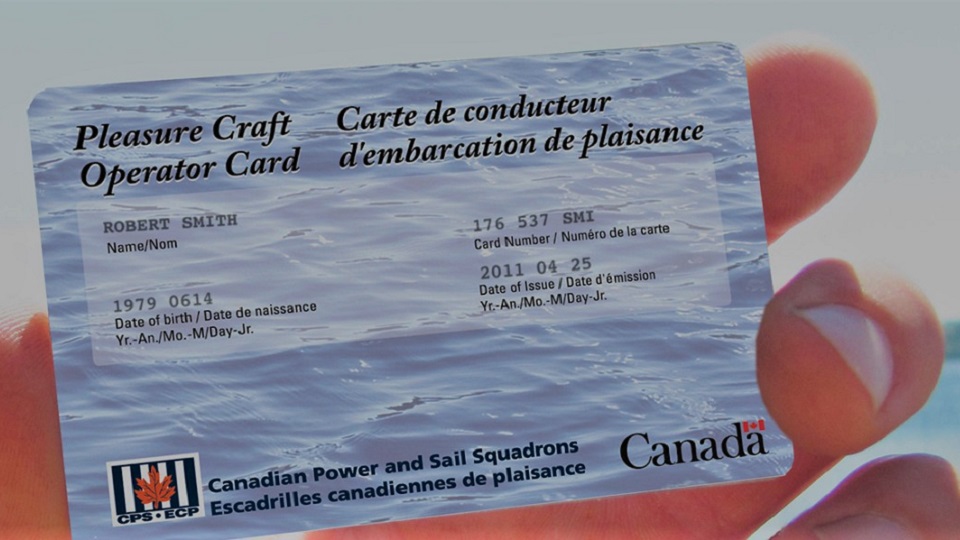 Pleasure Craft
Operator Card
Carte de conducteur
d'embarcation de plaisance
ROBERT SMITH
Name/Nom
176 537 SMI
Card Number / Numéro de la carte
1979 0614
Date of birth / Date de naissance
Yr.-An./Mo.-M/Day-Jr.
2011 04 25
Date of Issue / Date d'émission
Yr.-An./Mo.-M/Day-Jr.
CPS•ECP
Canadian Power and Sail Squadrons
Escadrilles canadiennes de plaisance
Canada